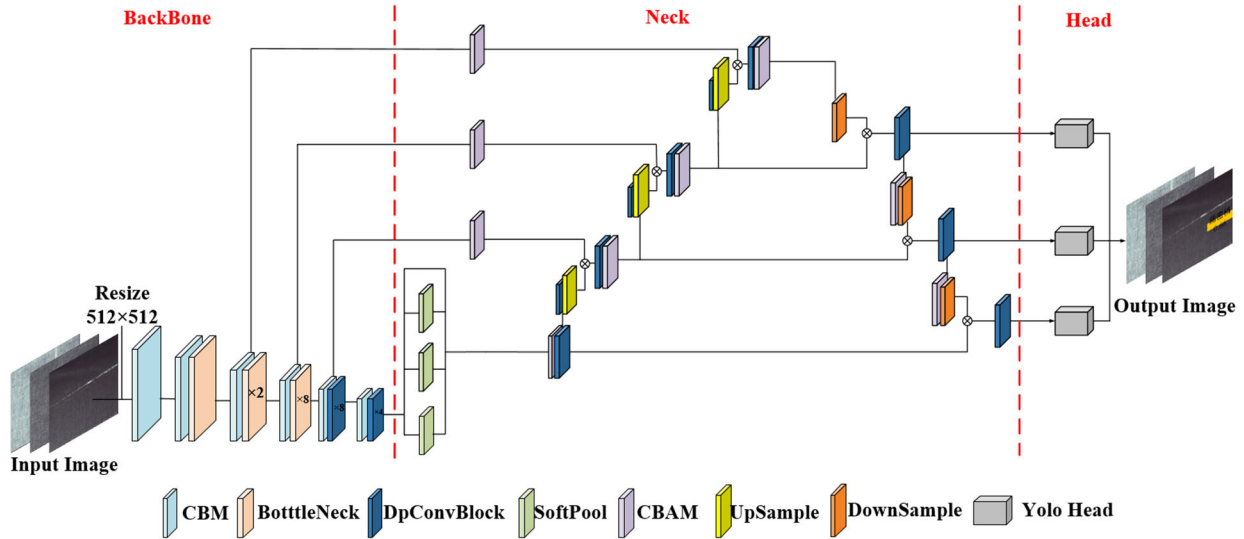 BackBone
Neck
Head
Resize
512×512
×2
×8
×8
×4
Input Image
Output Image
CBM
BotttleNeck
DpConvBlock
SoftPool
CBAM
UpSample
DownSample
Yolo Head